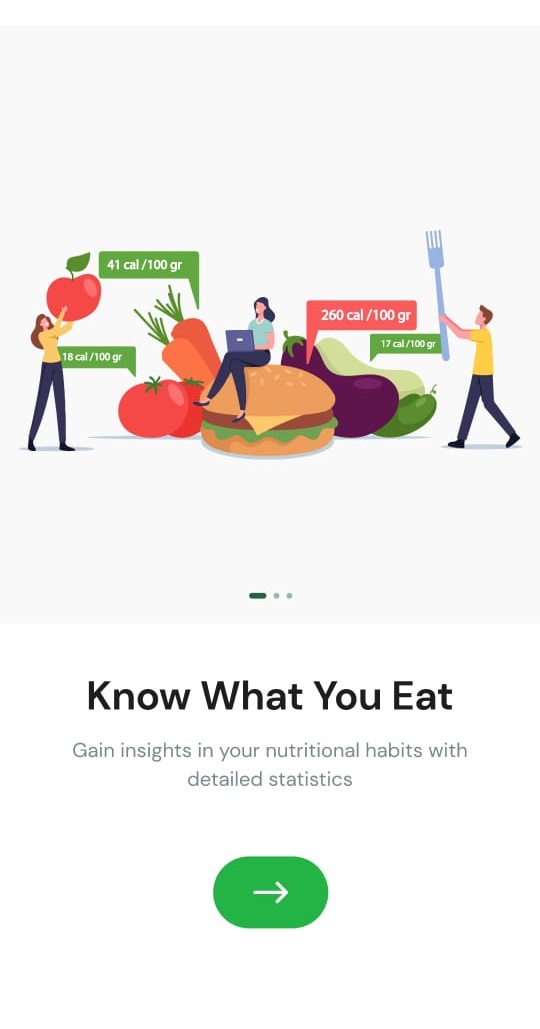 41 cal /100 gr
260 cal /100 gr
17 cal /100 gr
18 cal /100 gr
Know What You Eat
Gain insights in your nutritional habits with
detailed statistics